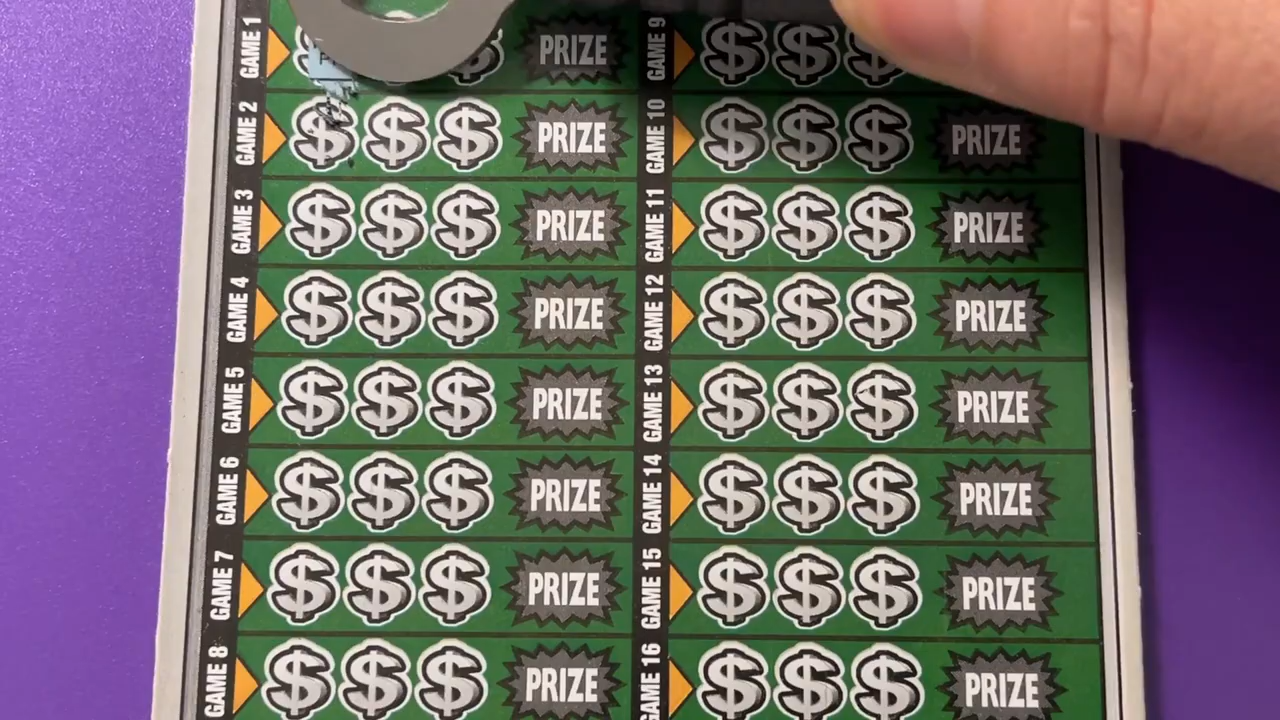 GAME 1 $ $ PRIZE
GAME 2 $ $ $ PRIZE
GAME 3 $ $ $ PRIZE
GAME 4 $ $ $ PRIZE
GAME 5 $ $ $ PRIZE
GAME 6 $ $ $ PRIZE
GAME 7 $ $ $ PRIZE
GAME 8 $ $ $ PRIZE
GAME 9 $ $ $
GAME 10 $ $ $ PRIZE
GAME 11 $ $ $ PRIZE
GAME 12 $ $ $ PRIZE
GAME 13 $ $ $ PRIZE
GAME 14 $ $ $ PRIZE
GAME 15 $ $ $ PRIZE
GAME 16 $ $ $ PRIZE